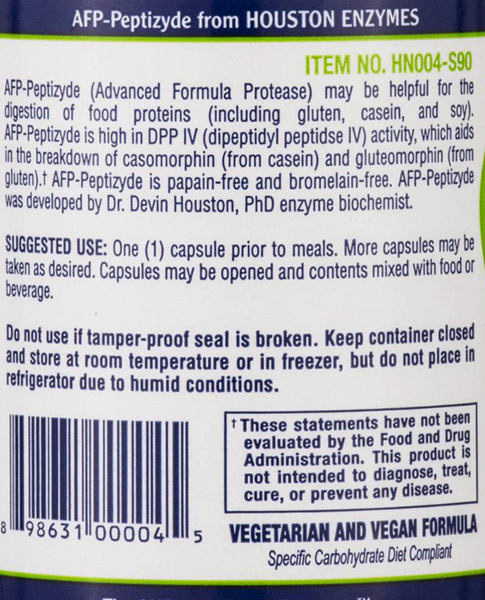 AFP-Peptizyde from HOUSTON ENZYMES
ITEM NO. HN004-S90
AFP-Peptizyde (Advanced Formula Protease) may be helpful for the
digestion of food proteins (including gluten, casein, and soy).
AFP-Peptizyde is high in DPP IV (dipeptidyl peptidse IV) activity, which aids
in the breakdown of casomorphin (from casein) and gluteomorphin (from
gluten).† AFP-Peptizyde is papain-free and bromelain-free. AFP-Peptizyde
was developed by Dr. Devin Houston, PhD enzyme biochemist.
SUGGESTED USE: One (1) capsule prior to meals. More capsules may be
taken as desired. Capsules may be opened and contents mixed with food or
beverage.
Do not use if tamper-proof seal is broken. Keep container closed
and store at room temperature or in freezer, but do not place in
refrigerator due to humid conditions.
†These statements have not been
evaluated by the Food and Drug
Administration. This product is
not intended to diagnose, treat,
cure, or prevent any disease.
8 98631 00004 5
VEGETARIAN AND VEGAN FORMULA
Specific Carbohydrate Diet Compliant